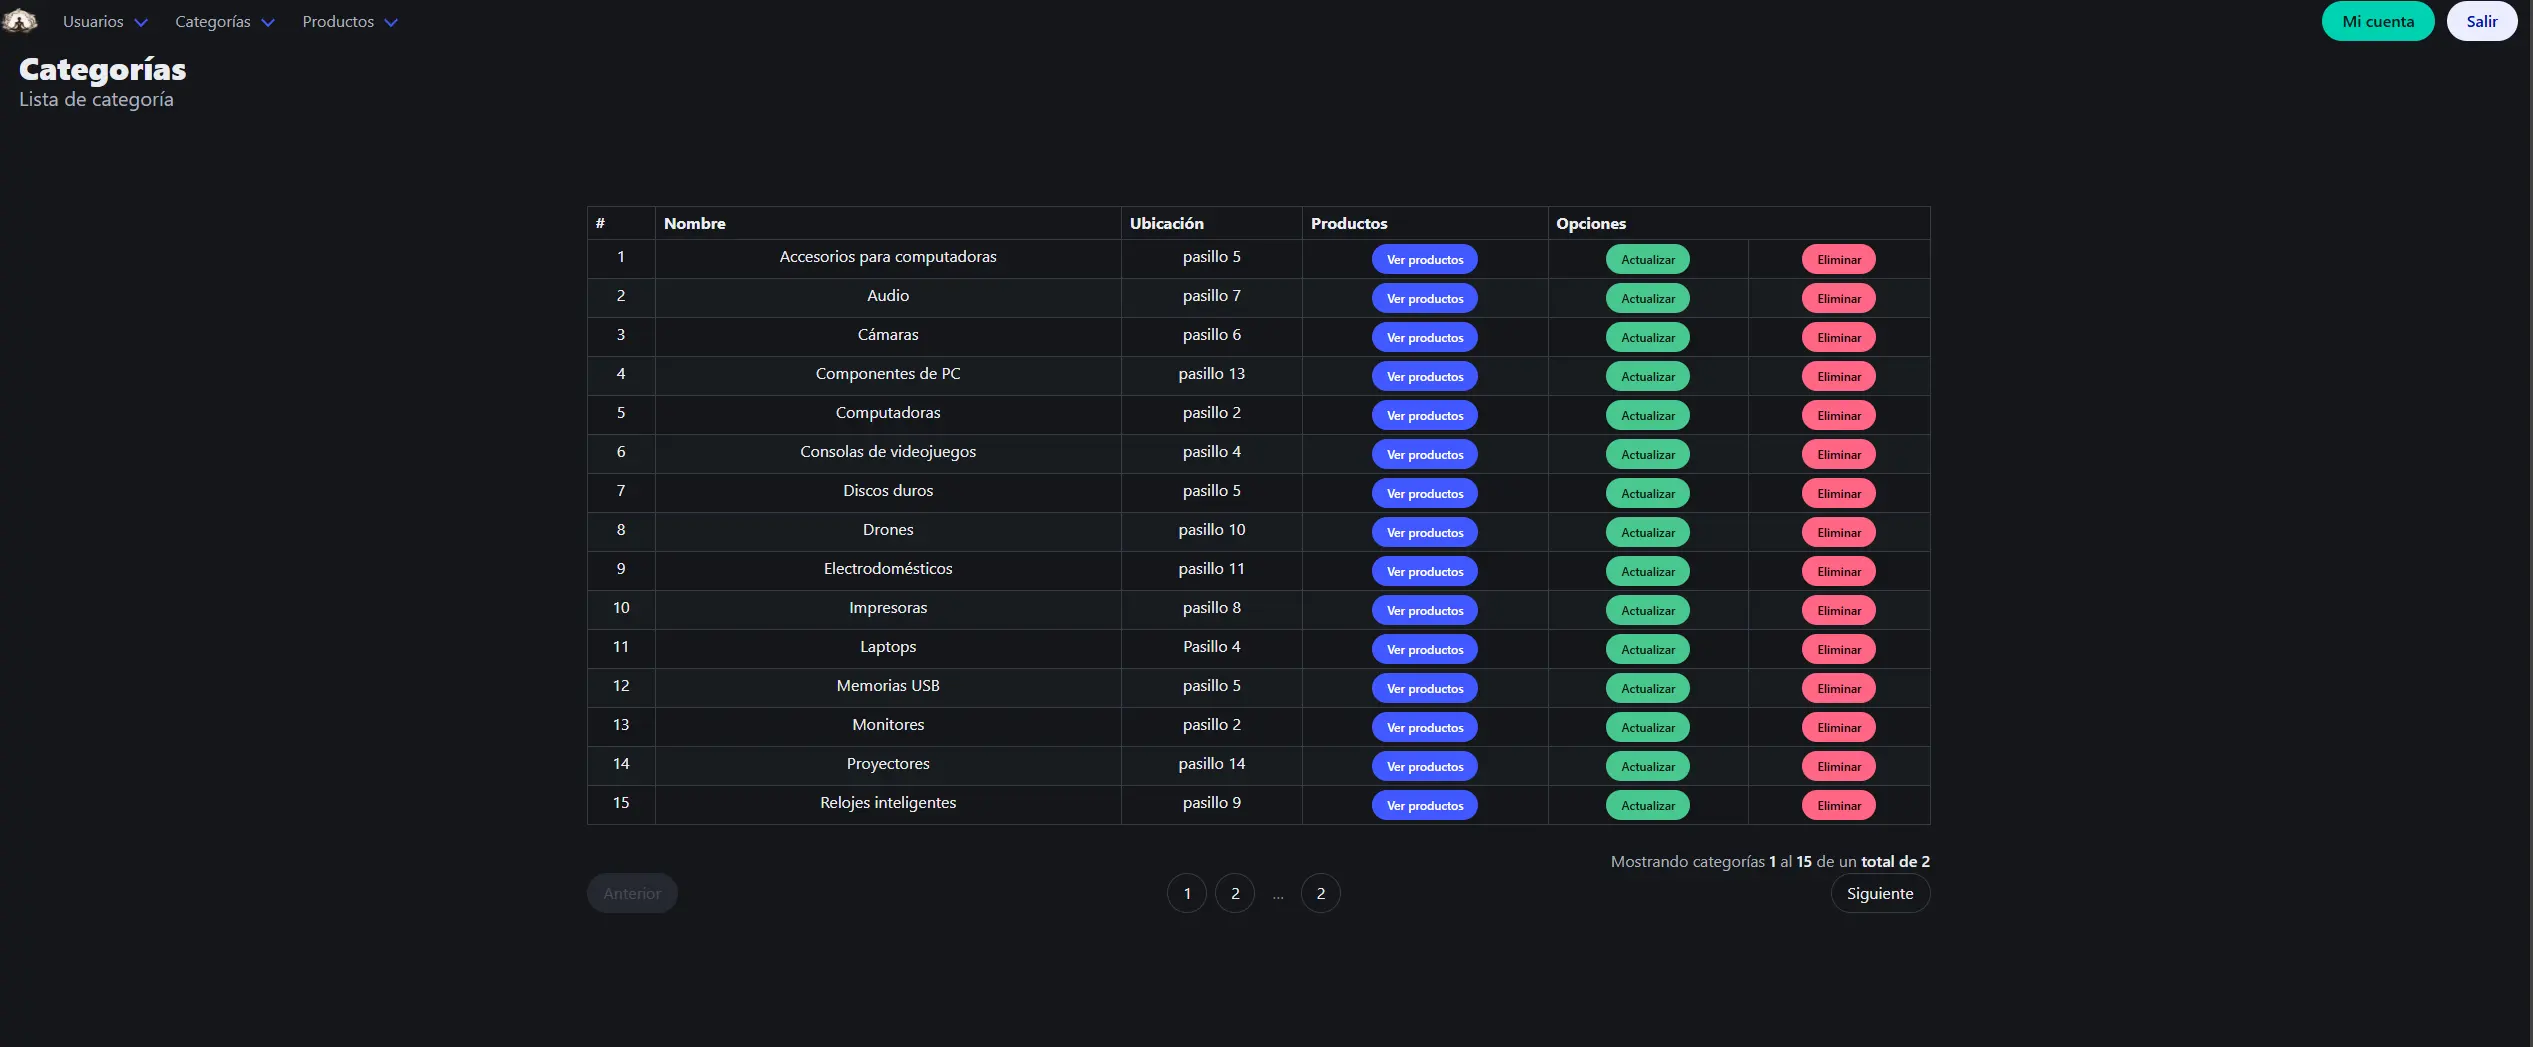 Usuarios Categorías Productos Mi cuenta Salir
Categorías
Lista de categoría
# Nombre Ubicación Productos Opciones
1 Accesorios para computadoras pasillo 5 Ver productos Actualizar Eliminar
2 Audio pasillo 7 Ver productos Actualizar Eliminar
3 Cámaras pasillo 6 Ver productos Actualizar Eliminar
4 Componentes de PC pasillo 13 Ver productos Actualizar Eliminar
5 Computadoras pasillo 2 Ver productos Actualizar Eliminar
6 Consolas de videojuegos pasillo 4 Ver productos Actualizar Eliminar
7 Discos duros pasillo 5 Ver productos Actualizar Eliminar
8 Drones pasillo 10 Ver productos Actualizar Eliminar
9 Electrodomésticos pasillo 11 Ver productos Actualizar Eliminar
10 Impresoras pasillo 8 Ver productos Actualizar Eliminar
11 Laptops Pasillo 4 Ver productos Actualizar Eliminar
12 Memorias USB pasillo 5 Ver productos Actualizar Eliminar
13 Monitores pasillo 2 Ver productos Actualizar Eliminar
14 Proyectores pasillo 14 Ver productos Actualizar Eliminar
15 Relojes inteligentes pasillo 9 Ver productos Actualizar Eliminar
Mostrando categorías 1 al 15 de un total de 2
Anterior 1 2 ... 2 Siguiente